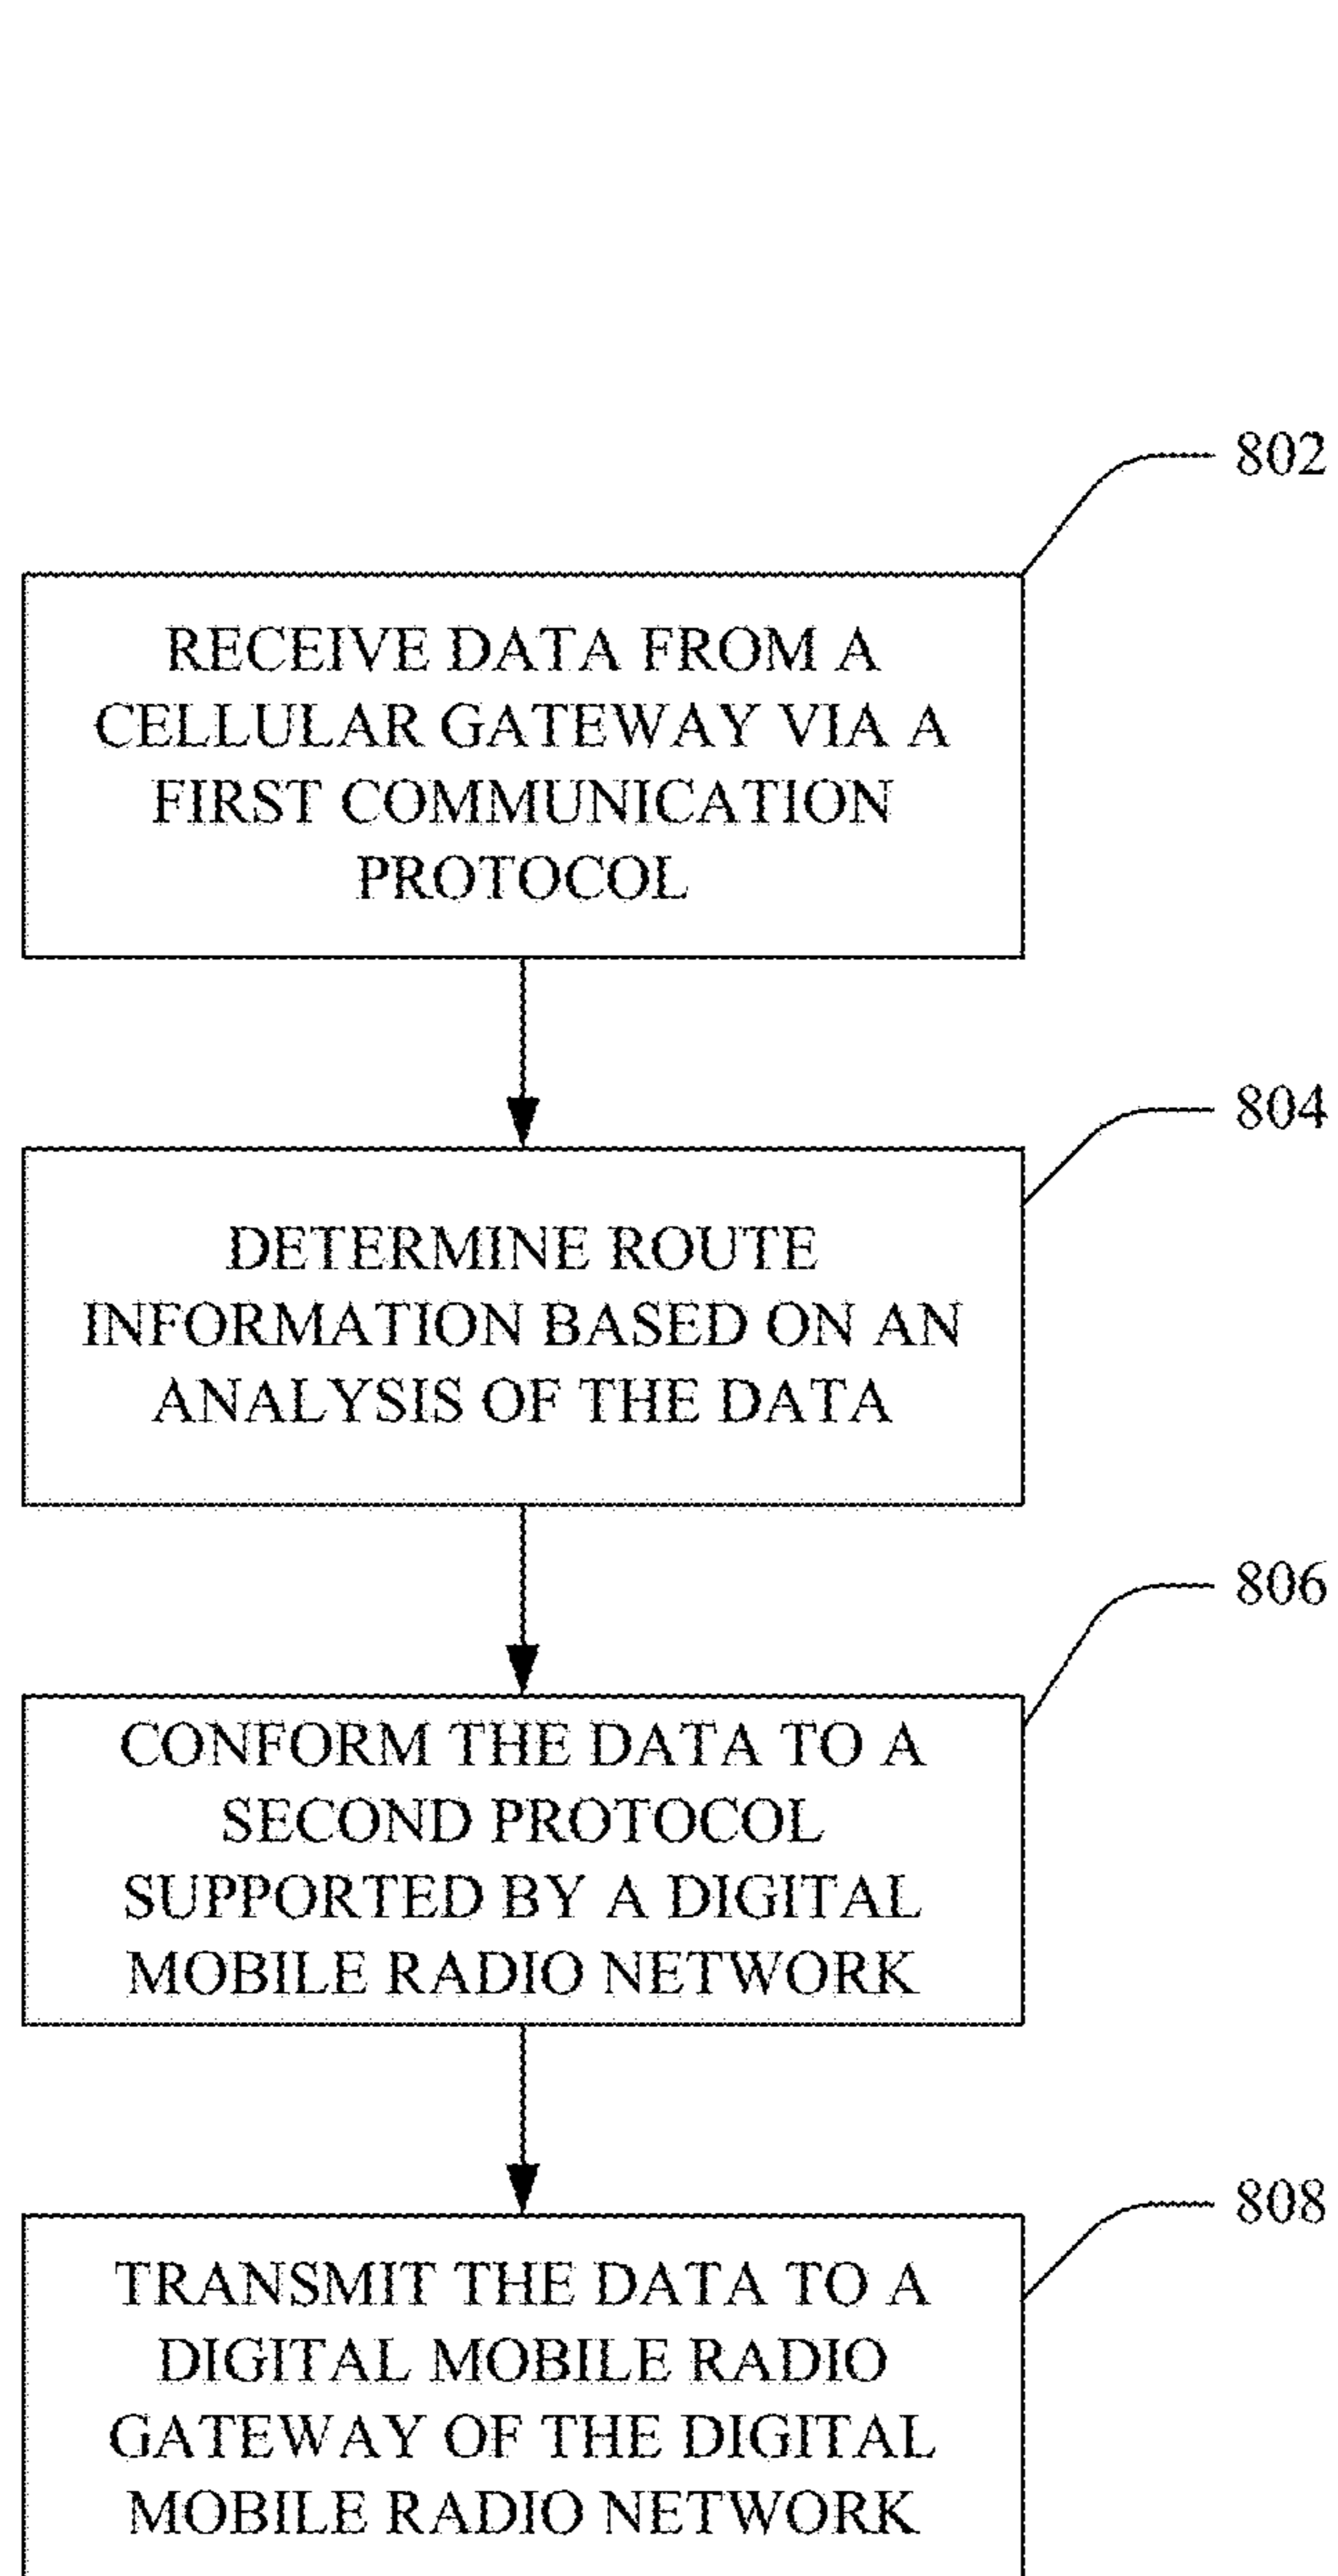 802
RECEIVE DATA FROM A
CELLULAR GATEWAY VIA A
FIRST COMMUNICATION
PROTOCOL
804
DETERMINE ROUTE
INFORMATION BASED ON AN
ANALYSIS OF THE DATA
806
CONFORM THE DATA TO A
SECOND PROTOCOL
SUPPORTED BY A DIGITAL
MOBILE RADIO NETWORK
808
TRANSMIT THE DATA TO A
DIGITAL MOBILE RADIO
GATEWAY OF THE DIGITAL
MOBILE RADIO NETWORK